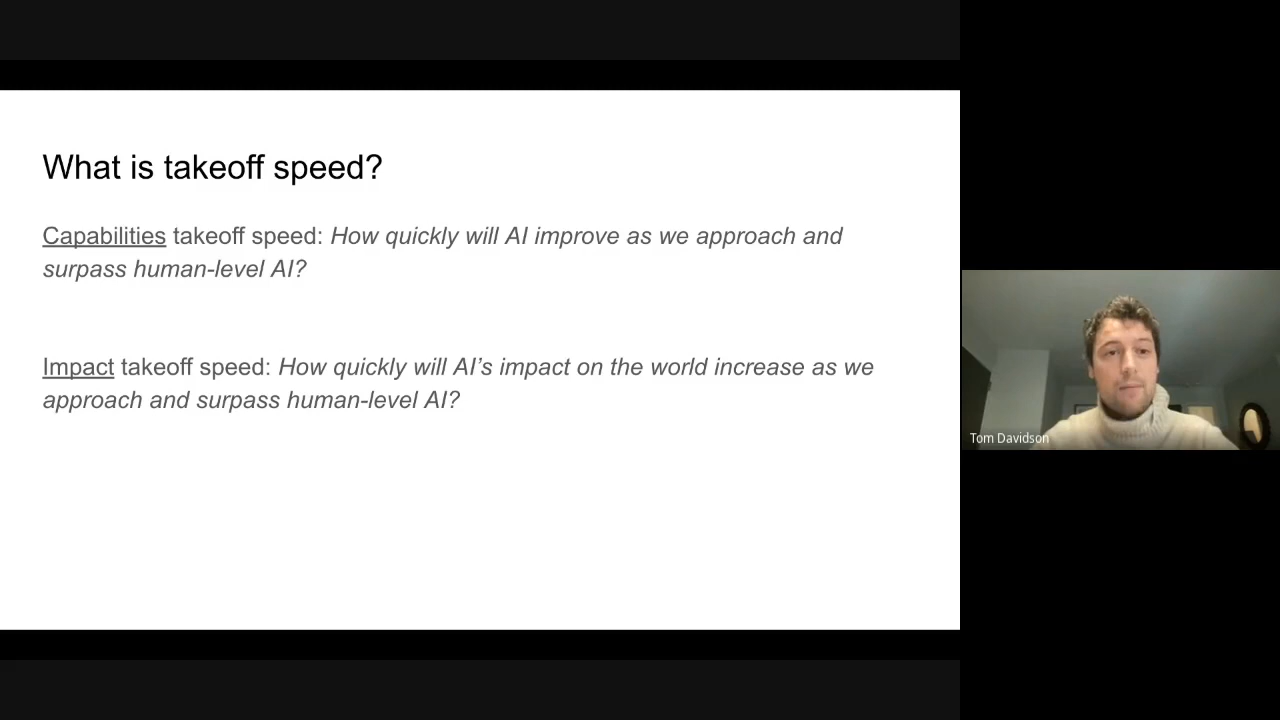 What is takeoff speed?
Capabilities takeoff speed: How quickly will AI improve as we approach and
surpass human-level AI?
Impact takeoff speed: How quickly will AI’s impact on the world increase as we
approach and surpass human-level AI?
Tom Davidson